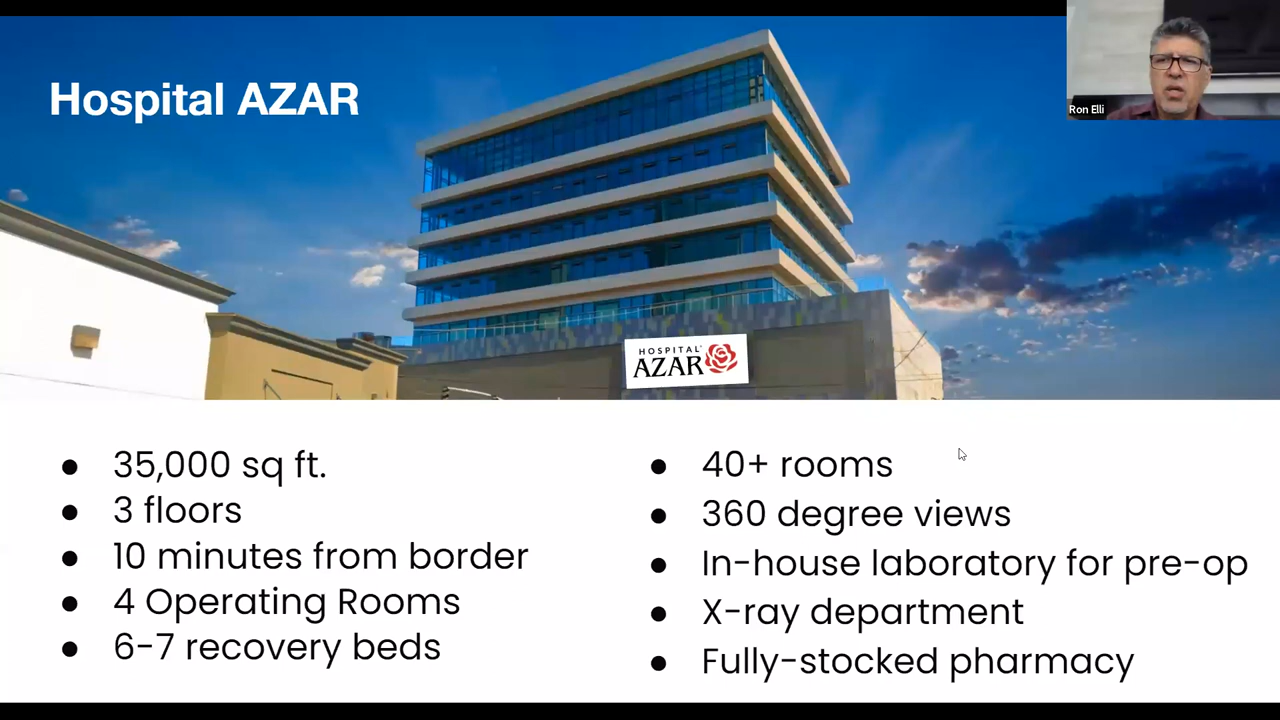 Hospital AZAR
Ron Elli
HOSPITAL
AZAR
● 35,000 sq ft.
● 3 floors
● 10 minutes from border
● 4 Operating Rooms
● 6-7 recovery beds
● 40+ rooms
● 360 degree views
● In-house laboratory for pre-op
● X-ray department
● Fully-stocked pharmacy